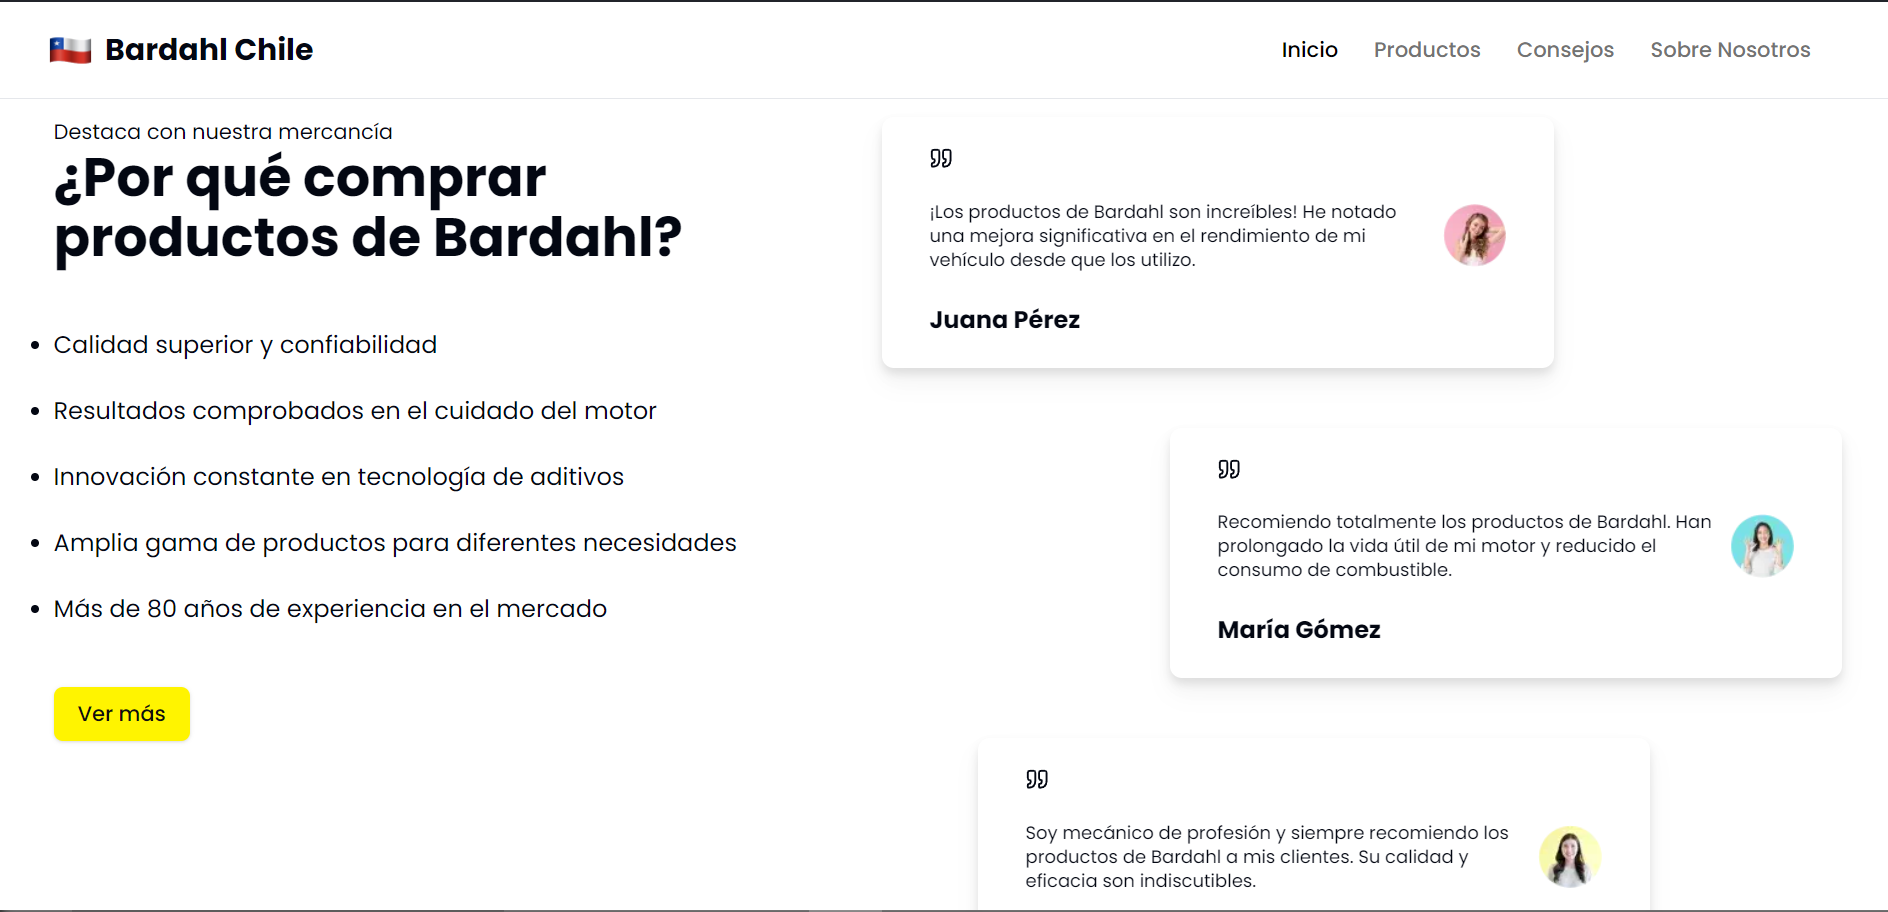 Bardahl Chile
Inicio
Productos
Consejos
Sobre Nosotros
Destaca con nuestra mercancía
¿Por qué comprar
productos de Bardahl?
• Calidad superior y confiabilidad
• Resultados comprobados en el cuidado del motor
• Innovación constante en tecnología de aditivos
• Amplia gama de productos para diferentes necesidades
• Más de 80 años de experiencia en el mercado
Ver más
¡Los productos de Bardahl son increíbles! He notado
una mejora significativa en el rendimiento de mi
vehículo desde que los utilizo.
Juana Pérez
Recomiendo totalmente los productos de Bardahl. Han
prolongado la vida útil de mi motor y reducido el
consumo de combustible.
María Gómez
Soy mecánico de profesión y siempre recomiendo los
productos de Bardahl a mis clientes. Su calidad y
eficacia son indiscutibles.